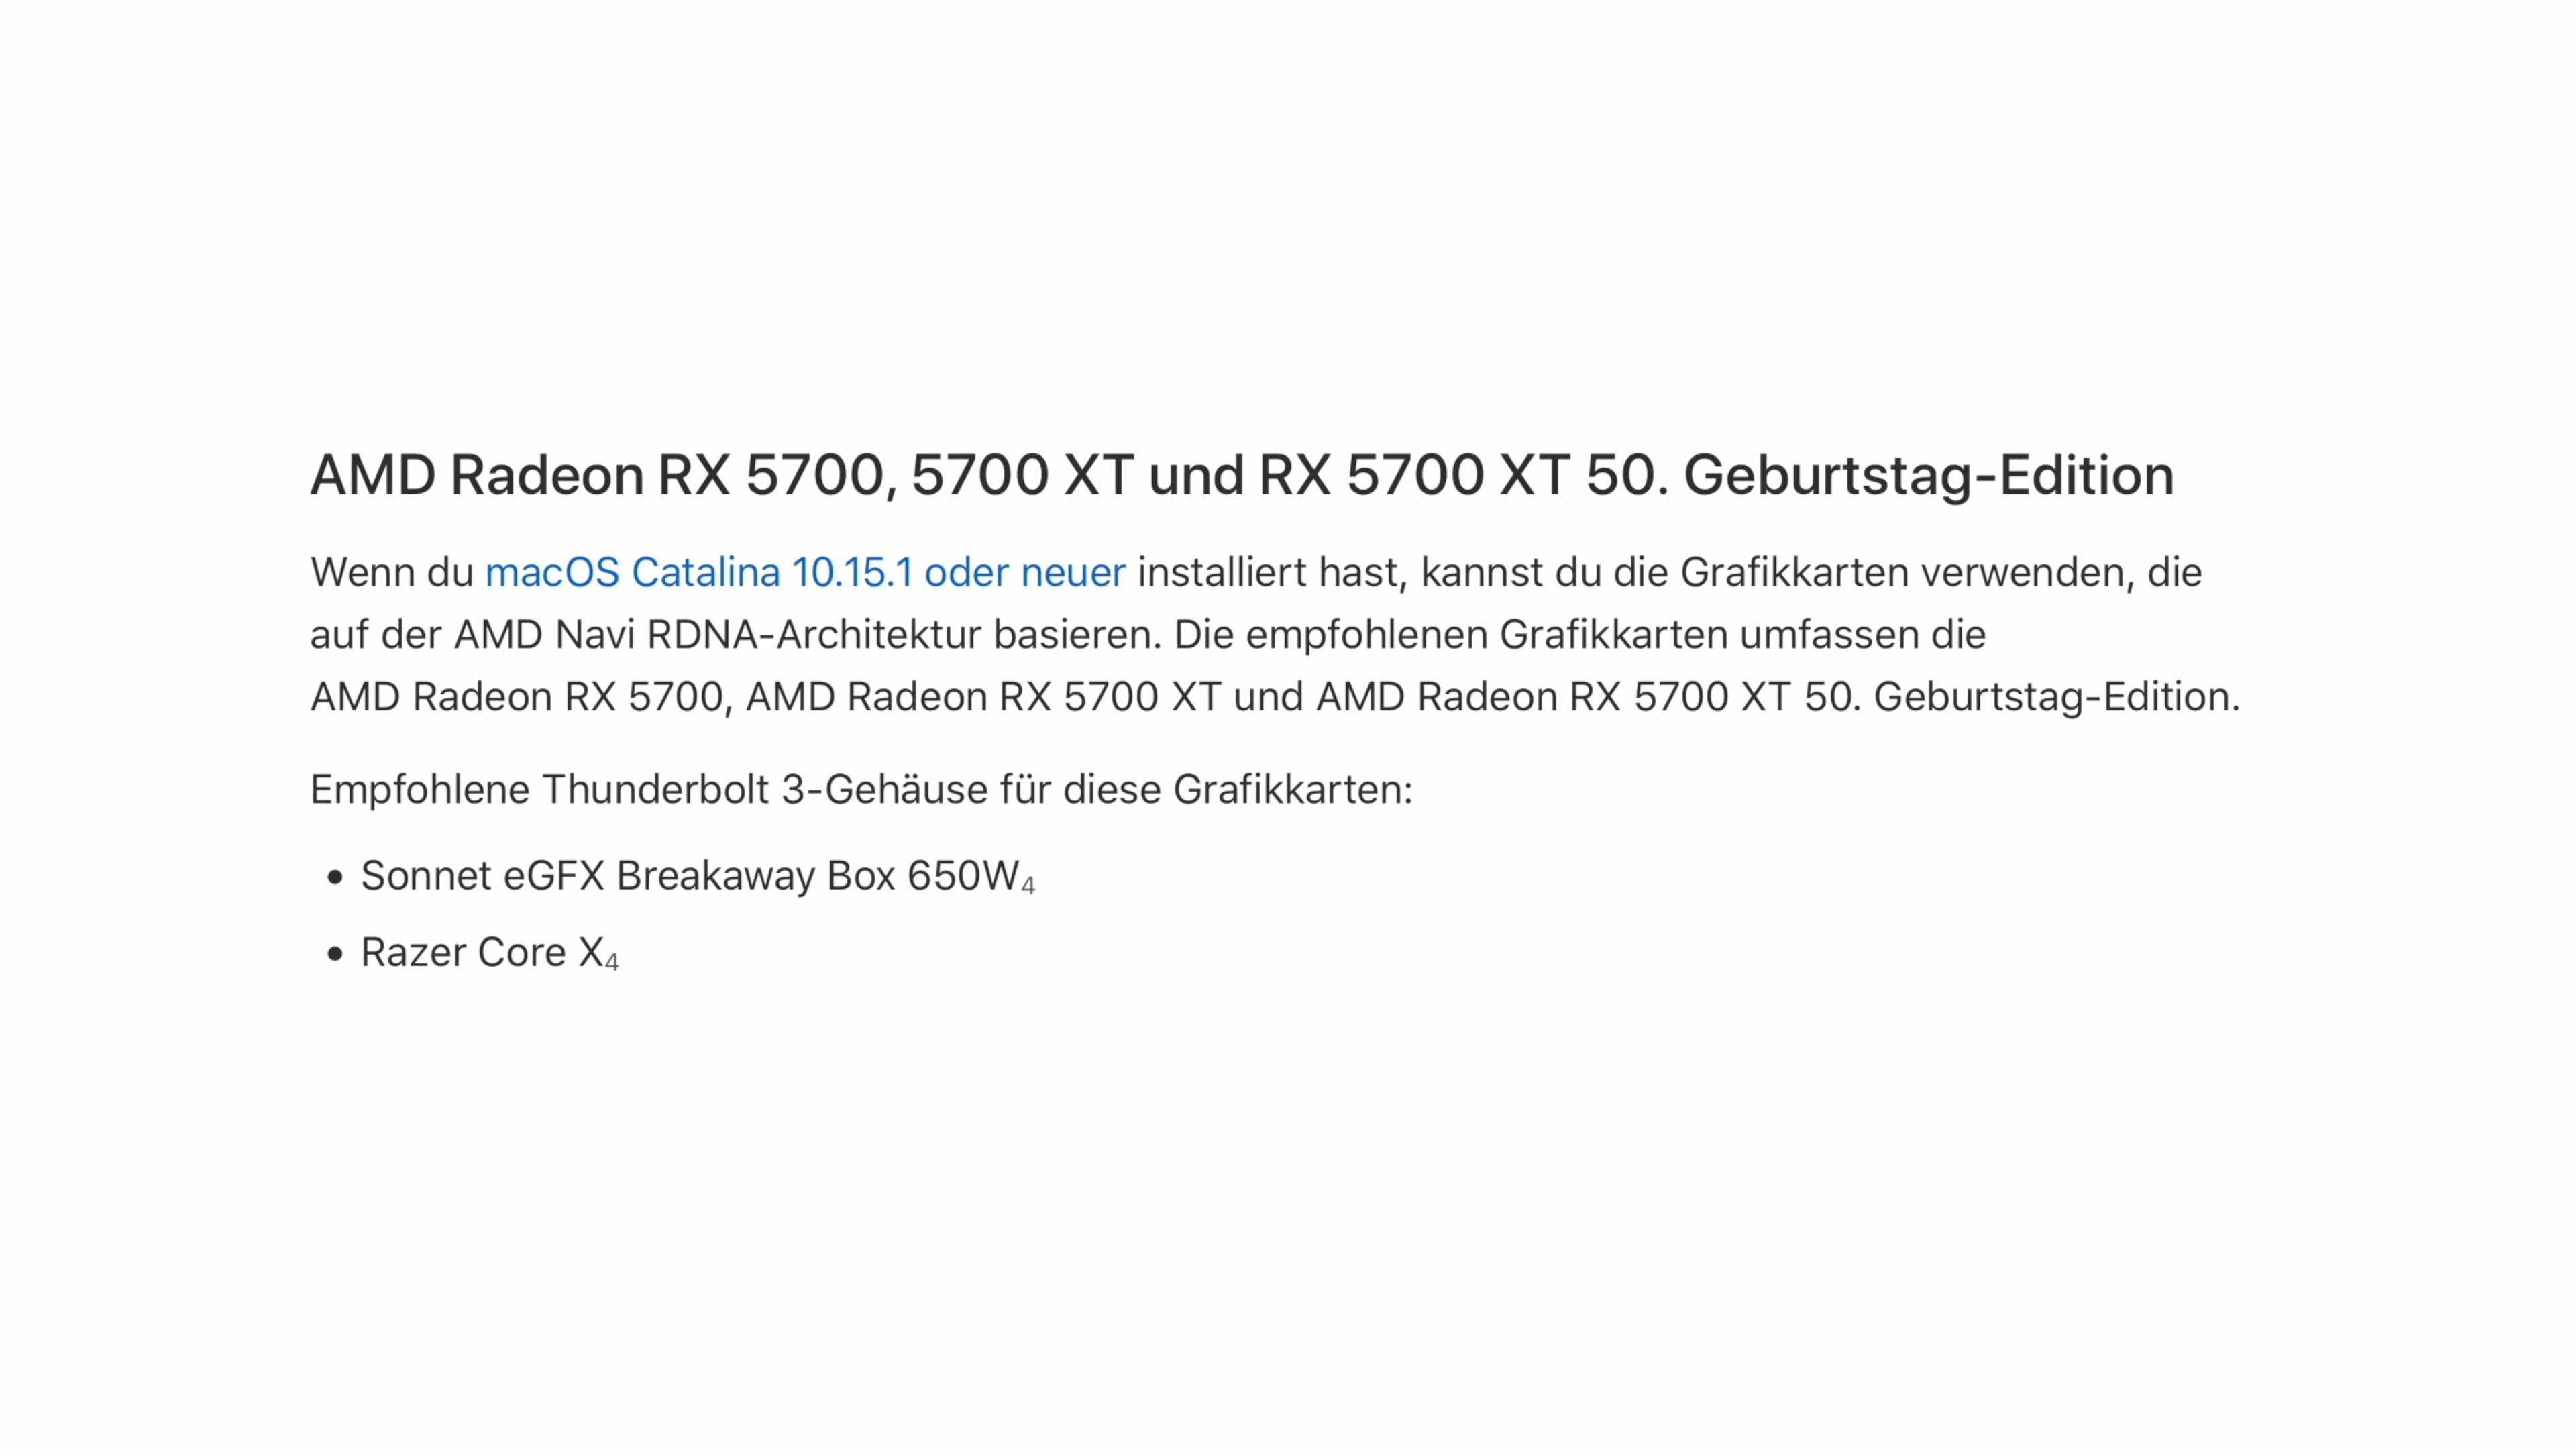 AMD Radeon RX 5700, 5700 XT und RX 5700 XT 50. Geburtstag-Edition
Wenn du macOS Catalina 10.15.1 oder neuer installiert hast, kannst du die Grafikkarten verwenden, die
auf der AMD Navi RDNA-Architektur basieren. Die empfohlenen Grafikkarten umfassen die
AMD Radeon RX 5700, AMD Radeon RX 5700 XT und AMD Radeon RX 5700 XT 50. Geburtstag-Edition.
Empfohlene Thunderbolt 3-Gehäuse für diese Grafikkarten:
• Sonnet eGFX Breakaway Box 650W₄
• Razer Core X₄